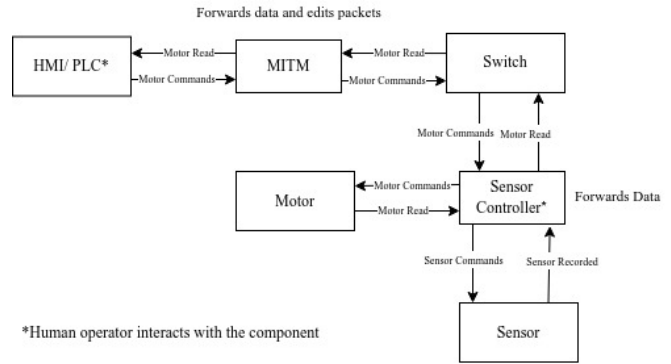 Forwards data and edits packets
HMI/ PLC*
Motor Read
Motor Commands
MITM
Motor Read
Motor Commands
Switch
Motor Commands
Motor Read
Motor
Motor Commands
Motor Read
Sensor
Controller*
Forwards Data
Sensor Commands
Sensor Recorded
*Human operator interacts with the component
Sensor